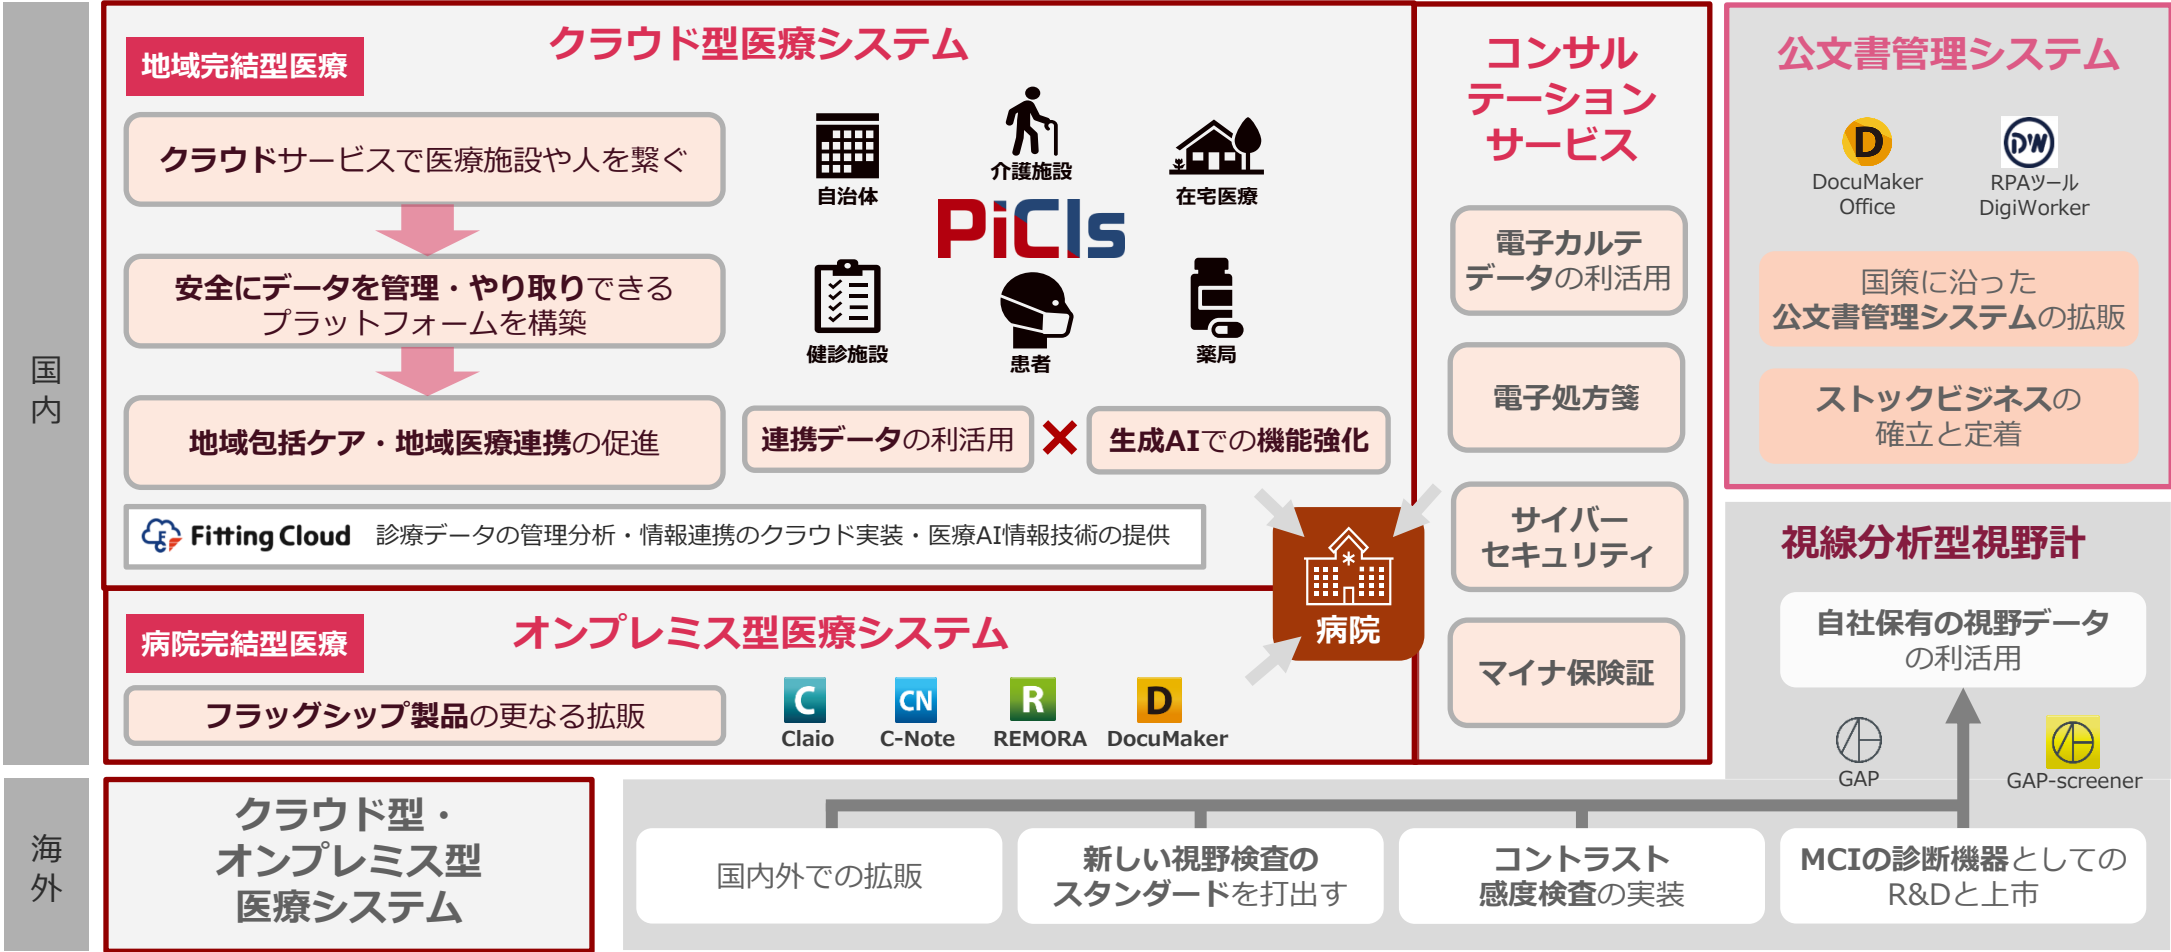 国内
地域完結型医療
クラウド型医療システム
クラウドサービスで医療施設や人を繋ぐ
安全にデータを管理・やり取りできる
プラットフォームを構築
地域包括ケア・地域医療連携の促進
自治体
介護施設
在宅医療
PiCls
健診施設
患者
薬局
連携データの利活用
生成AIでの機能強化
Fitting Cloud
診療データの管理分析・情報連携のクラウド実装・医療AI情報技術の提供
病院
病院完結型医療
オンプレミス型医療システム
フラッグシップ製品の更なる拡販
C
Claio
CN
C-Note
R
REMORA
D
DocuMaker
コンサル
テーション
サービス
電子カルテ
データの利活用
電子処方箋
サイバー
セキュリティ
マイナ保険証
公文書管理システム
D
DocuMaker
Office
RPAツール
DigiWorker
国策に沿った
公文書管理システムの拡販
ストックビジネスの
確立と定着
視線分析型視野計
自社保有の視野データ
の利活用
GAP
GAP-screener
海外
クラウド型・
オンプレミス型
医療システム
国内外での拡販
新しい視野検査の
スタンダードを打出す
コントラスト
感度検査の実装
MCIの診断機器としての
R&Dと上市